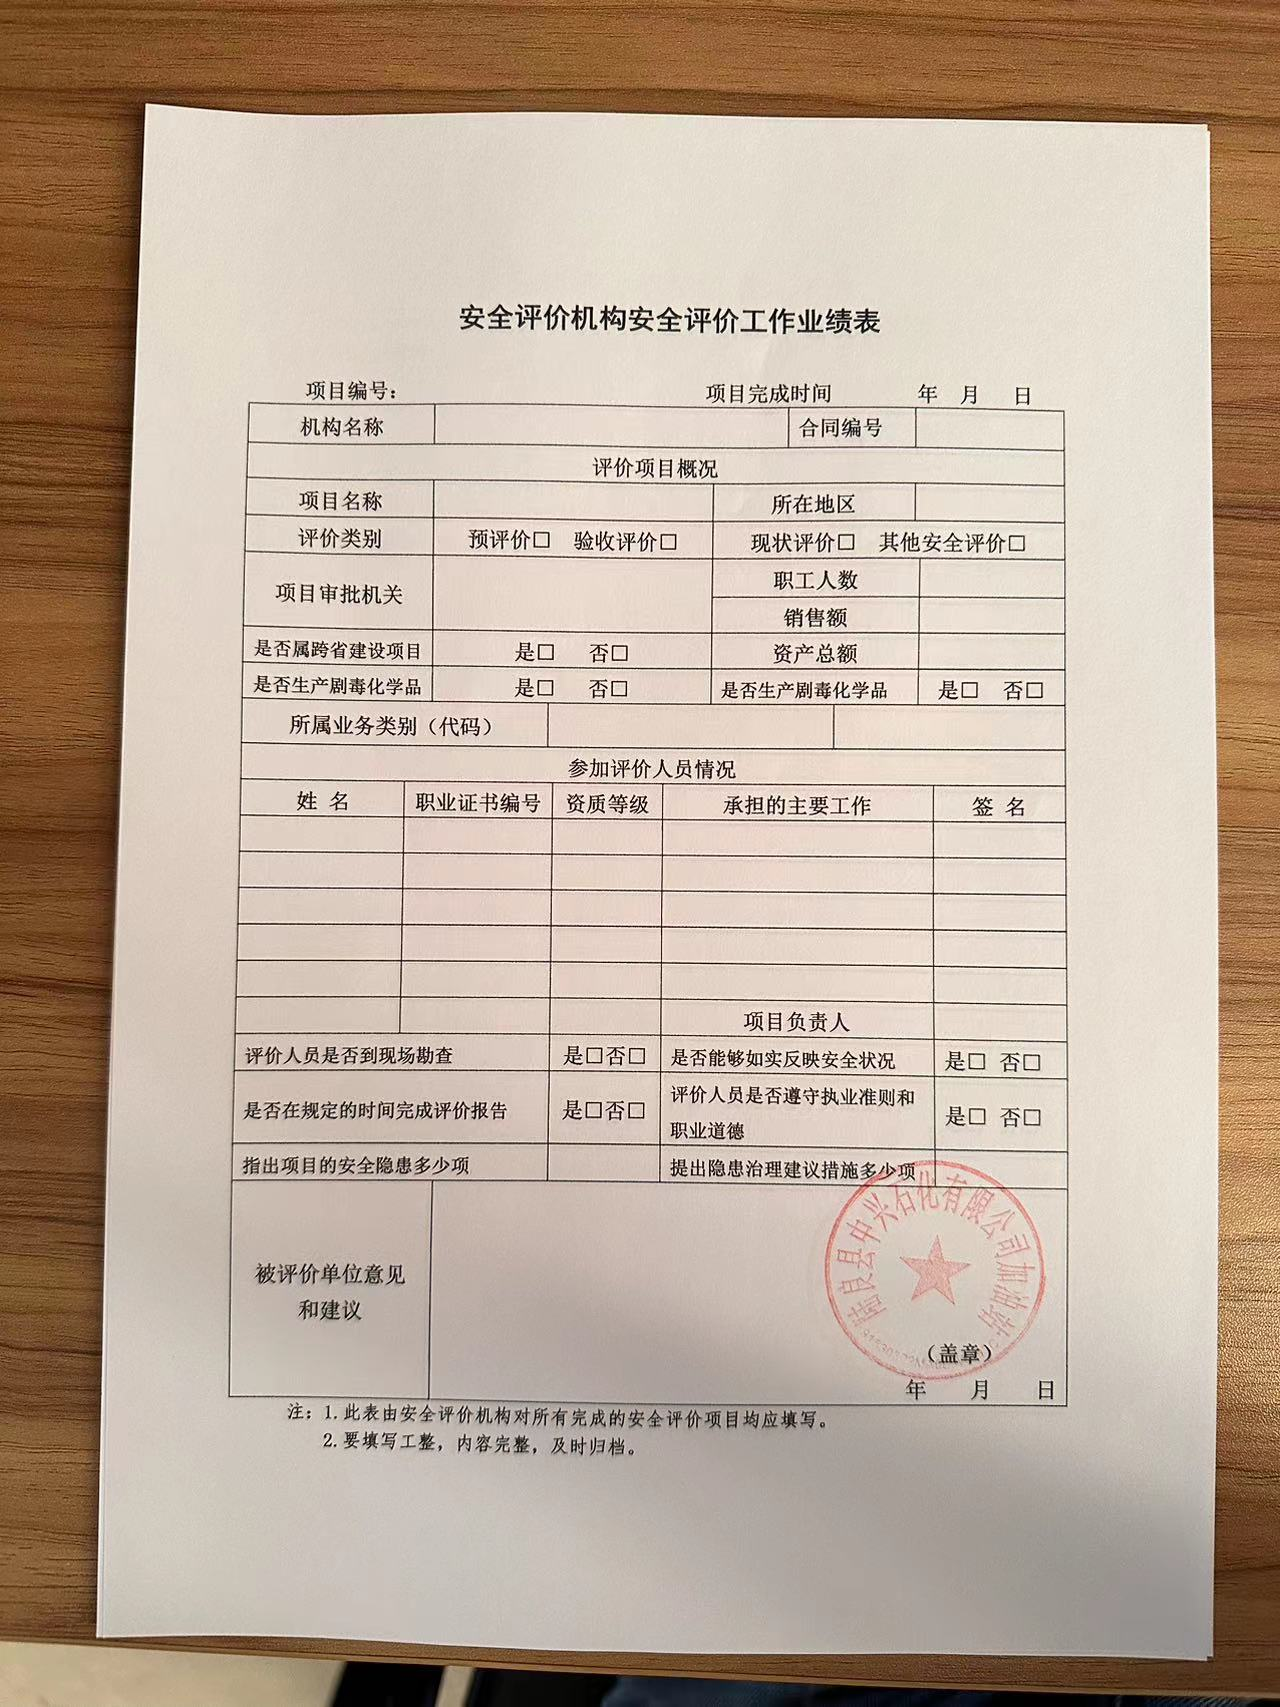 安全评价机构安全评价工作业绩表
项目编号： 项目完成时间 年 月 日
机构名称 合同编号
评价项目概况
项目名称 所在地区
评价类别 预评价□ 验收评价□ 现状评价□ 其他安全评价□
项目审批机关 职工人数
销售额
是否属跨省建设项目 是□ 否□ 资产总额
是否生产剧毒化学品 是□ 否□ 是否生产剧毒化学品 是□ 否□
所属业务类别（代码）
参加评价人员情况
姓 名 职业证书编号 资质等级 承担的主要工作 签 名
项目负责人
评价人员是否到现场勘查 是□否□ 是否能够如实反映安全状况 是□ 否□
是否在规定的时间完成评价报告 是□否□ 评价人员是否遵守执业准则和
职业道德 是□ 否□
指出项目的安全隐患多少项 提出隐患治理建议措施多少项
被评价单位意见
和建议
陆良县中兴石化有限公司加油站
（盖章）
年 月 日
注：1.此表由安全评价机构对所有完成的安全评价项目均应填写。
2.要填写工整，内容完整，及时归档。